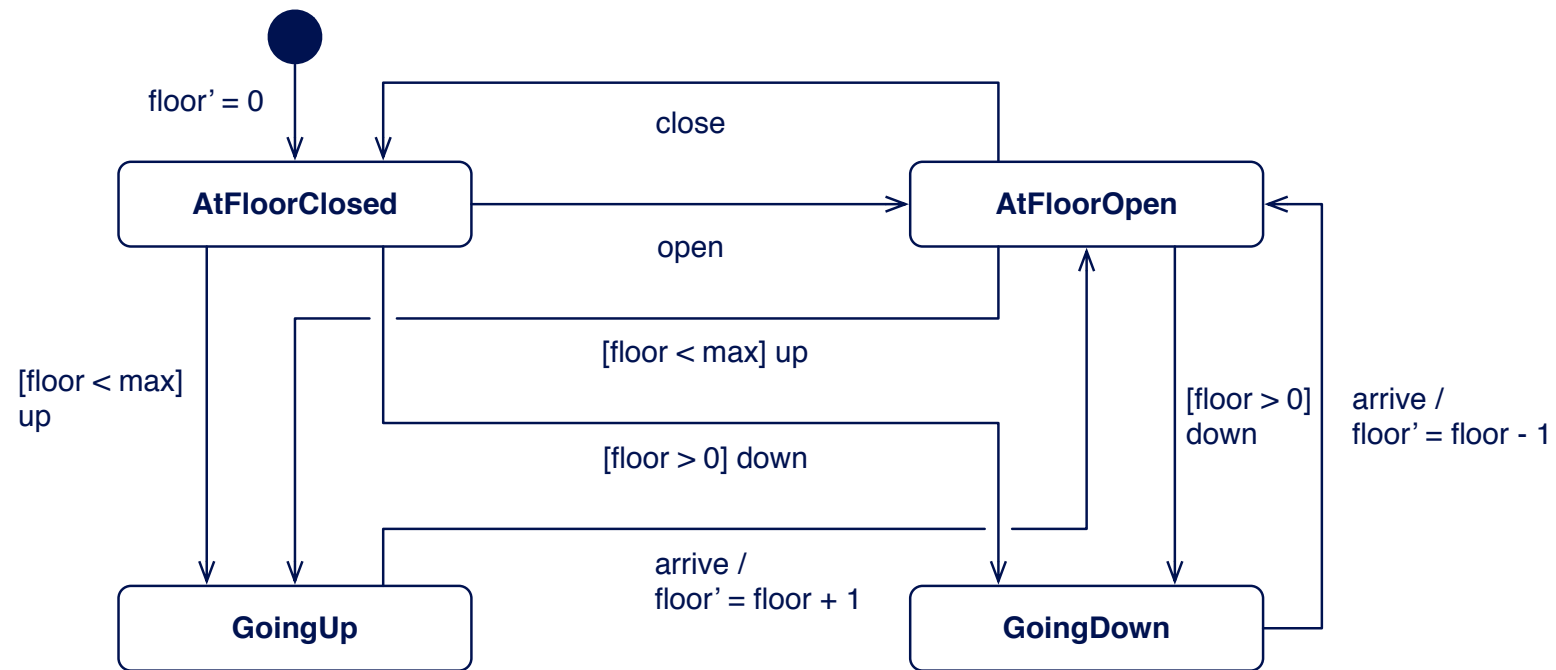 floor’ = 0
close
AtFloorClosed
AtFloorOpen
open
[floor < max] up
[floor < max]
up
[floor > 0]
down
arrive /
floor’ = floor - 1
[floor > 0] down
arrive /
floor’ = floor + 1
GoingUp
GoingDown